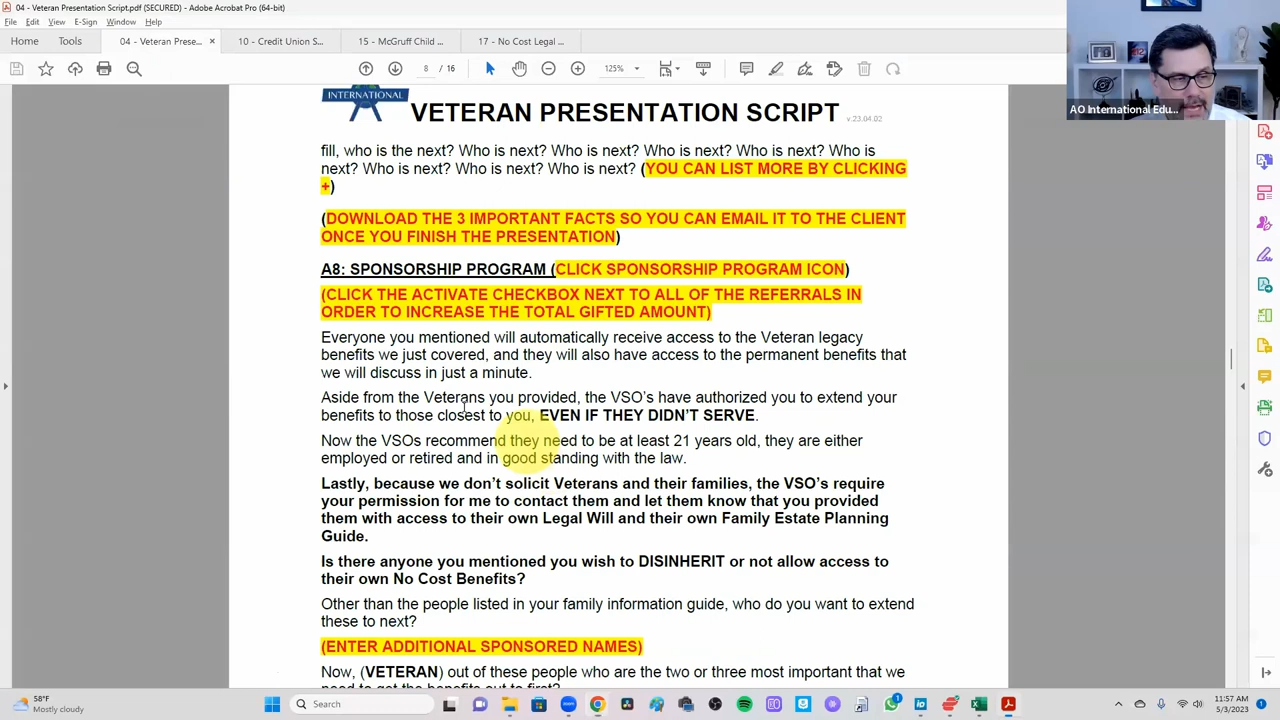 04 - Veteran Presentation Script.pdf (SECURED) - Adobe Acrobat Pro (64-bit)
File Edit View E-Sign Window Help
Home Tools 04 - Veteran Prese... × 10 - Credit Union S... 15 - McGruff Child ... 17 - No Cost Legal ...
8 / 16 125%
AO International Edu...
INTERNATIONAL
VETERAN PRESENTATION SCRIPT v.23.04.02
fill, who is the next? Who is next? Who is next? Who is next? Who is next? Who is
next? Who is next? Who is next? Who is next? (YOU CAN LIST MORE BY CLICKING
+)
(DOWNLOAD THE 3 IMPORTANT FACTS SO YOU CAN EMAIL IT TO THE CLIENT
ONCE YOU FINISH THE PRESENTATION)
A8: SPONSORSHIP PROGRAM (CLICK SPONSORSHIP PROGRAM ICON)
(CLICK THE ACTIVATE CHECKBOX NEXT TO ALL OF THE REFERRALS IN
ORDER TO INCREASE THE TOTAL GIFTED AMOUNT)
Everyone you mentioned will automatically receive access to the Veteran legacy
benefits we just covered, and they will also have access to the permanent benefits that
we will discuss in just a minute.
Aside from the Veterans you provided, the VSO's have authorized you to extend your
benefits to those closest to you, EVEN IF THEY DIDN'T SERVE.
Now the VSOs recommend they need to be at least 21 years old, they are either
employed or retired and in good standing with the law.
Lastly, because we don't solicit Veterans and their families, the VSO's require
your permission for me to contact them and let them know that you provided
them with access to their own Legal Will and their own Family Estate Planning
Guide.
Is there anyone you mentioned you wish to DISINHERIT or not allow access to
their own No Cost Benefits?
Other than the people listed in your family information guide, who do you want to extend
these to next?
(ENTER ADDITIONAL SPONSORED NAMES)
Now, (VETERAN) out of these people who are the two or three most important that we
need to get the benefits out to first?
58°F
Mostly cloudy
Search
11:57 AM
5/3/2023